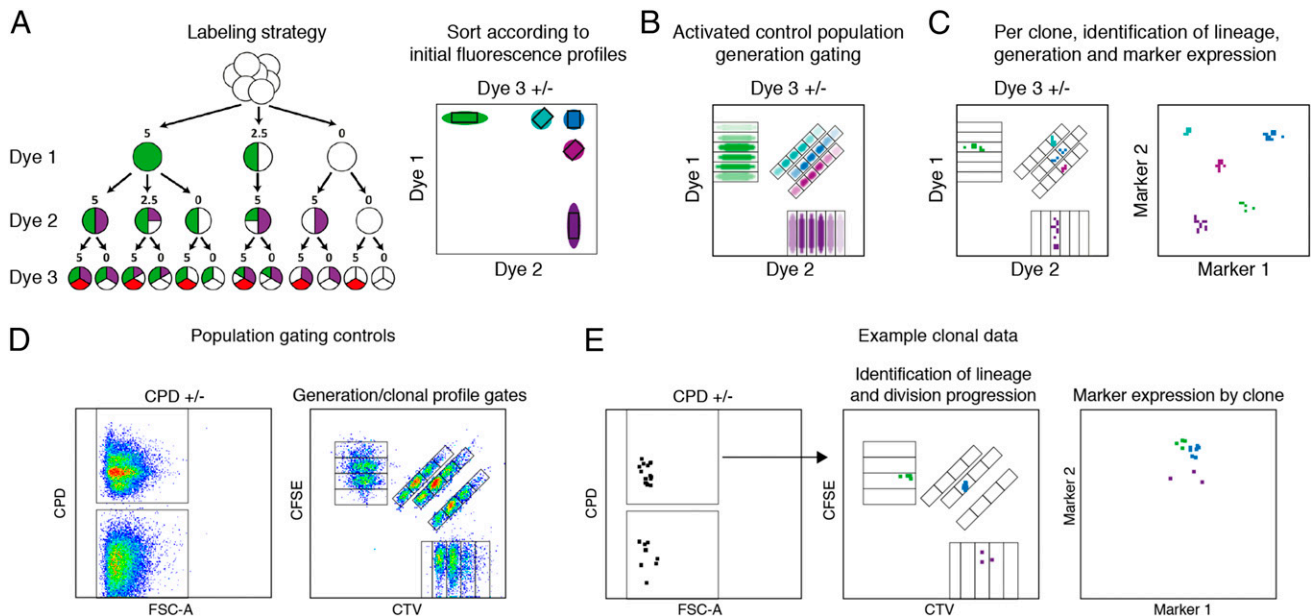 A
Labeling strategy
5
2.5
0
Dye 1
5
2.5
0
5
5
0
Dye 2
5
0
5
0
5
0
5
0
5
0
5
0
Dye 3
Sort according to
initial fluorescence profiles
Dye 3 +/-
Dye 1
Dye 2
B
Activated control population
generation gating
Dye 3 +/-
Dye 1
Dye 2
C
Per clone, identification of lineage,
generation and marker expression
Dye 3 +/-
Dye 1
Dye 2
Marker 2
Marker 1
D
Population gating controls
CPD +/-
CPD
FSC-A
Generation/clonal profile gates
CFSE
CTV
E
Example clonal data
CPD +/-
CPD
FSC-A
Identification of lineage
and division progression
CFSE
CTV
Marker expression by clone
Marker 2
Marker 1